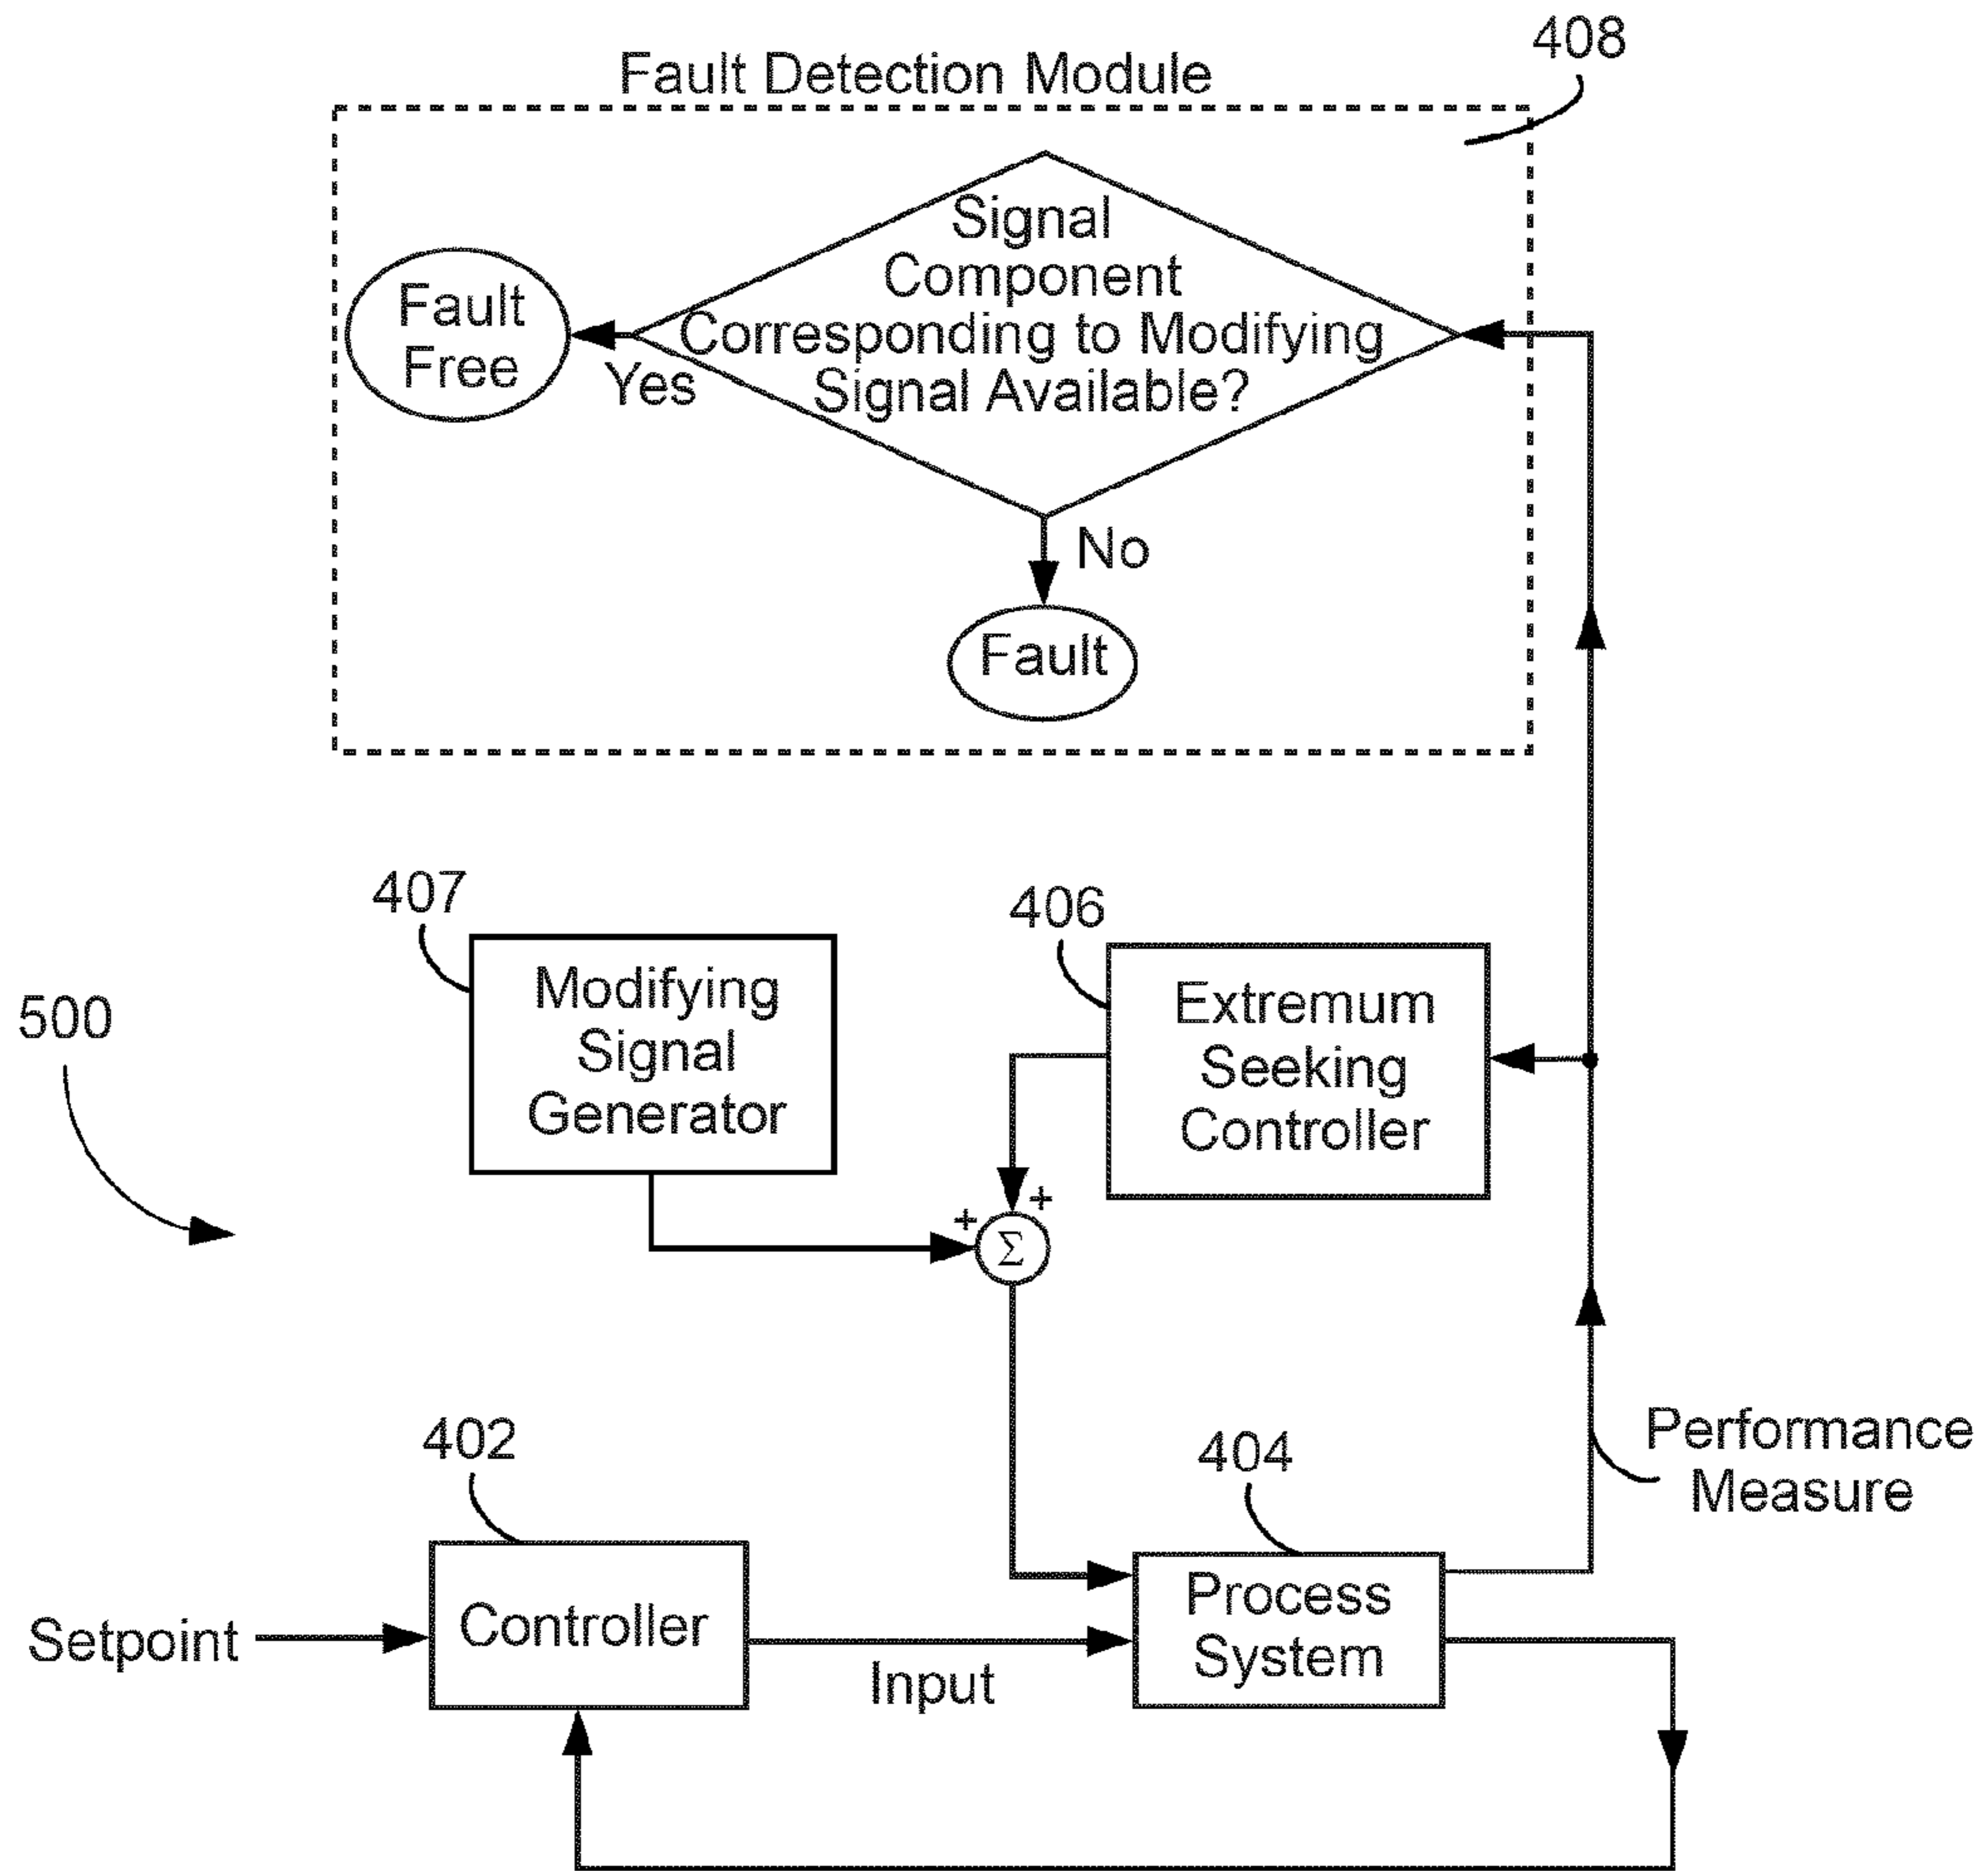 408
Fault Detection Module
Signal
Component
Corresponding to Modifying
Signal Available?
Fault
Free
Yes
No
Fault
407
406
Modifying
Signal
Generator
Extremum
Seeking
Controller
500
+
+
Σ
Performance
Measure
402
404
Setpoint
Controller
Input
Process
System